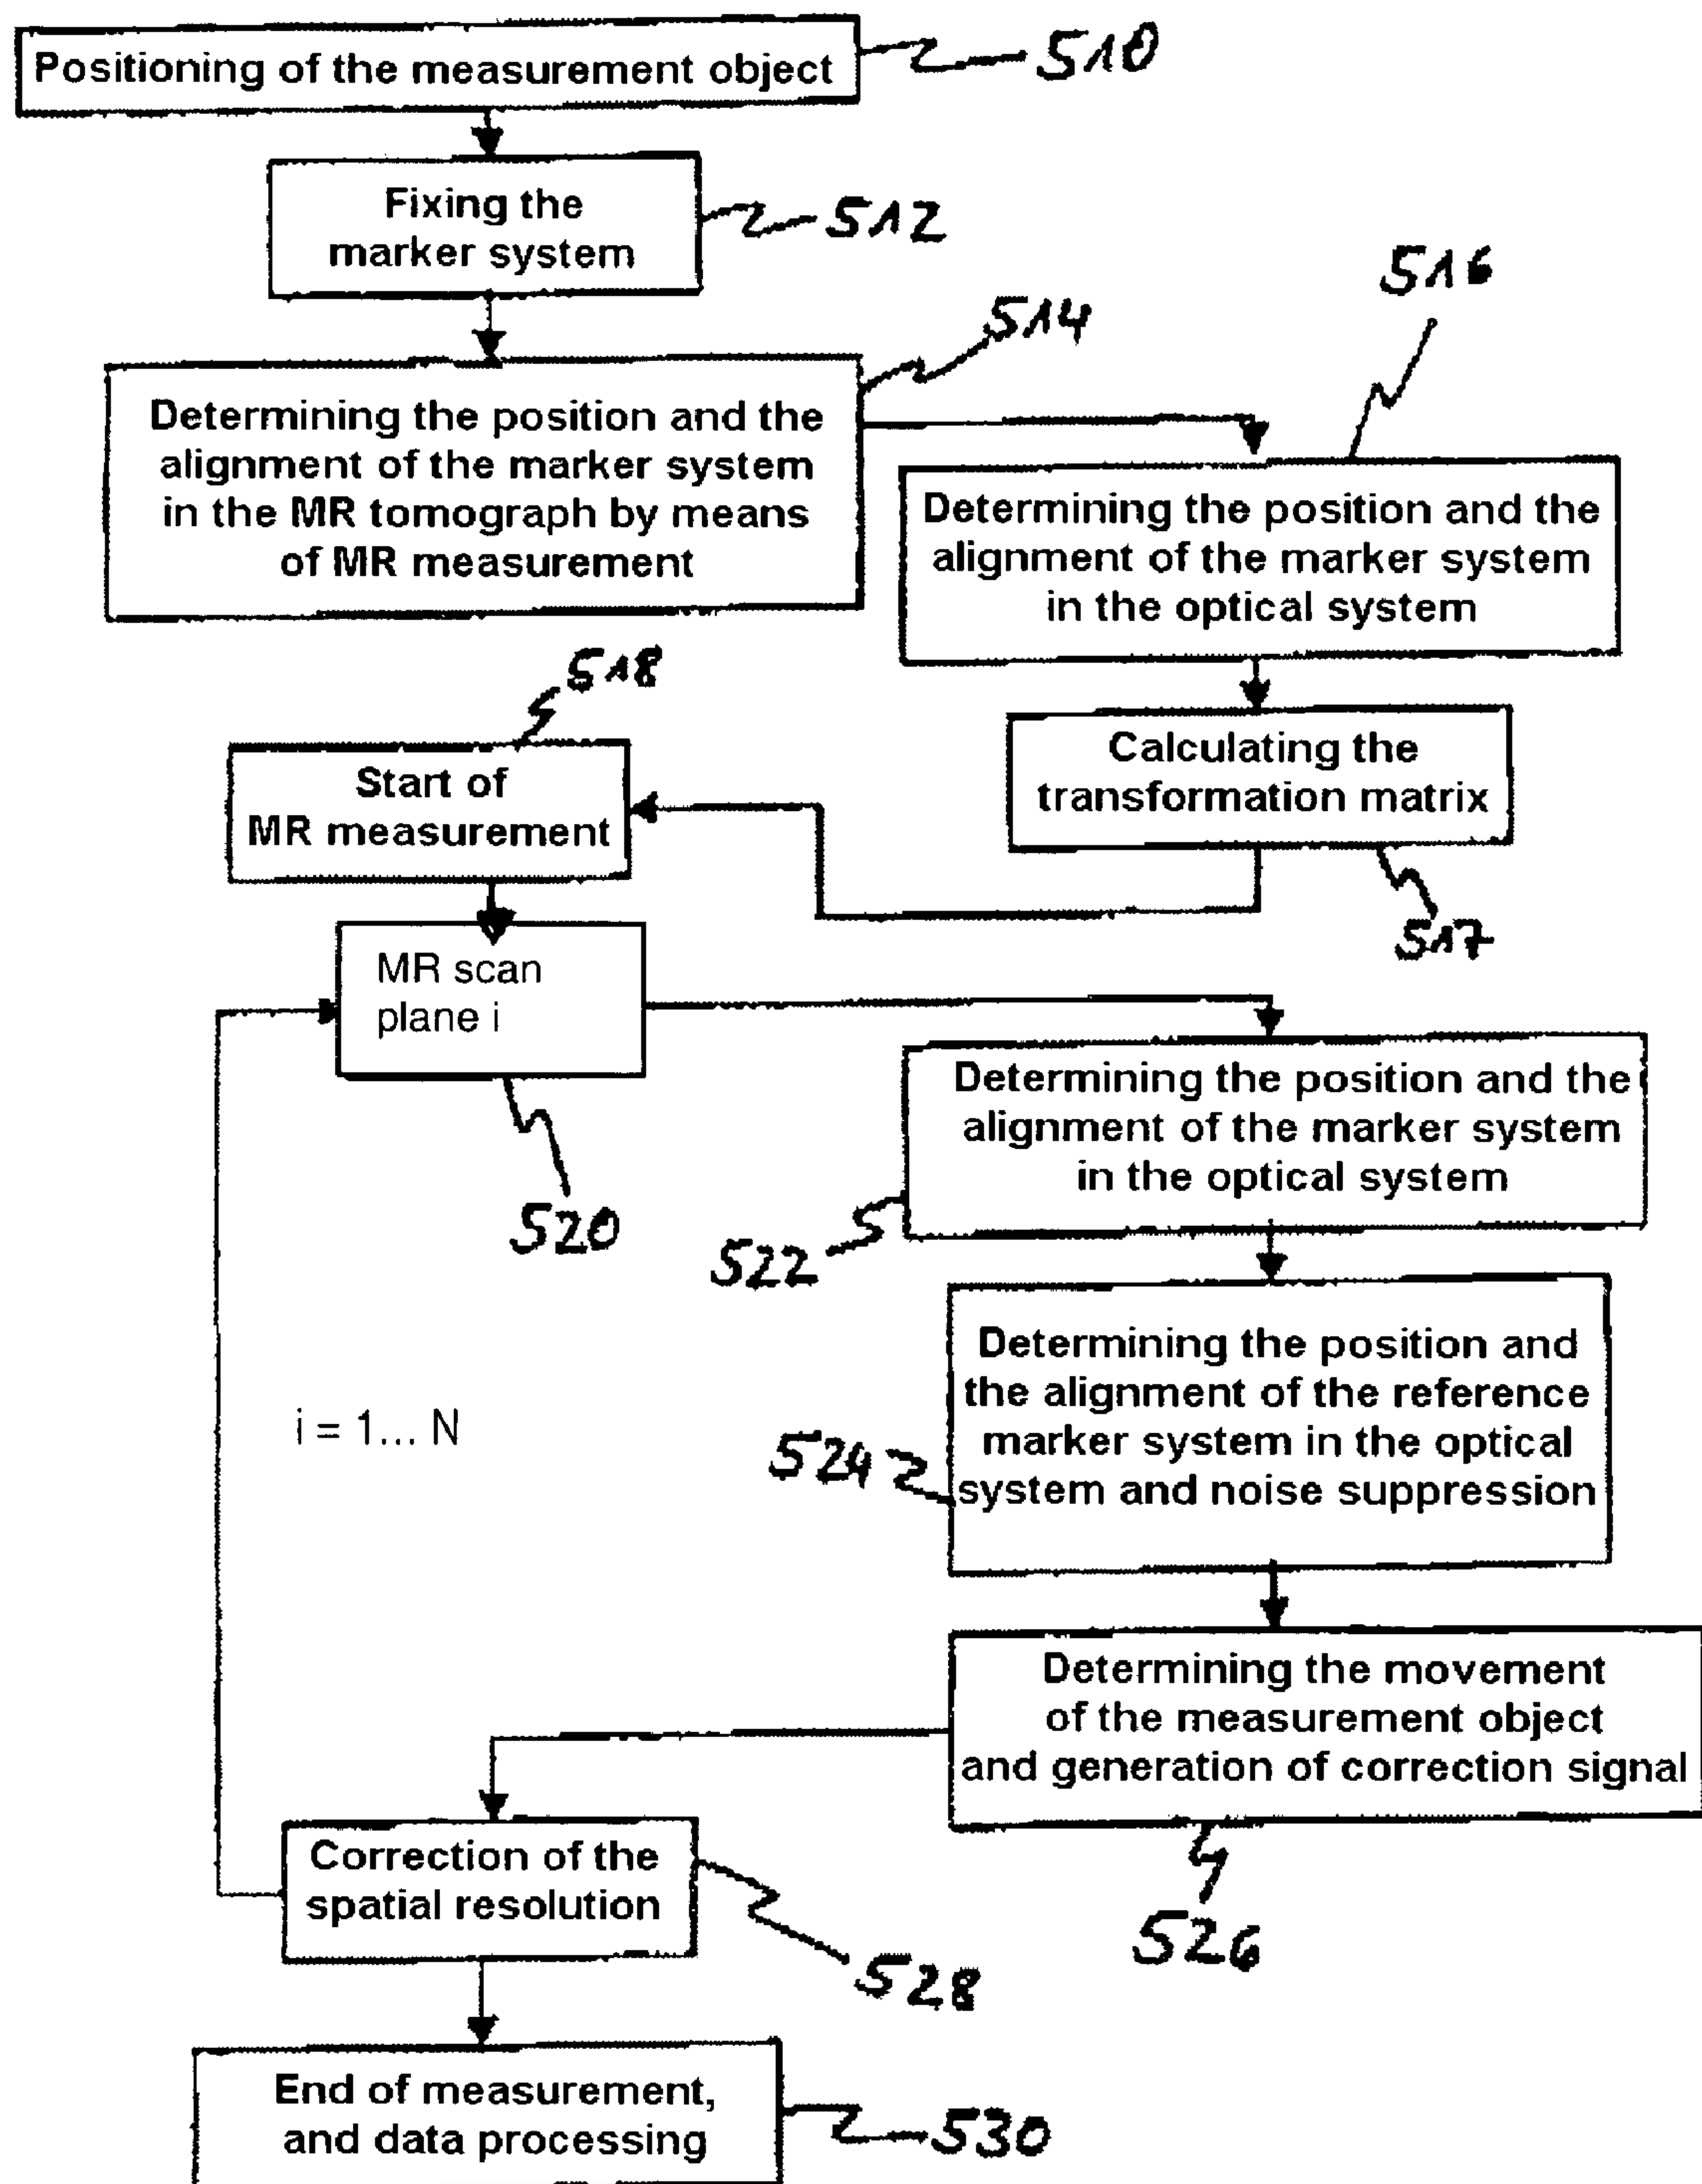 Positioning of the measurement object
510
Fixing the
marker system
512
514
516
Determining the position and the
alignment of the marker system
in the MR tomograph by means
of MR measurement
Determining the position and the
alignment of the marker system
in the optical system
518
Start of
MR measurement
Calculating the
transformation matrix
517
MR scan
plane i
520
Determining the position and the
alignment of the marker system
in the optical system
522
Determining the position and
the alignment of the reference
marker system in the optical
system and noise suppression
524
i = 1... N
Determining the movement
of the measurement object
and generation of correction signal
526
Correction of the
spatial resolution
528
End of measurement,
and data processing
530